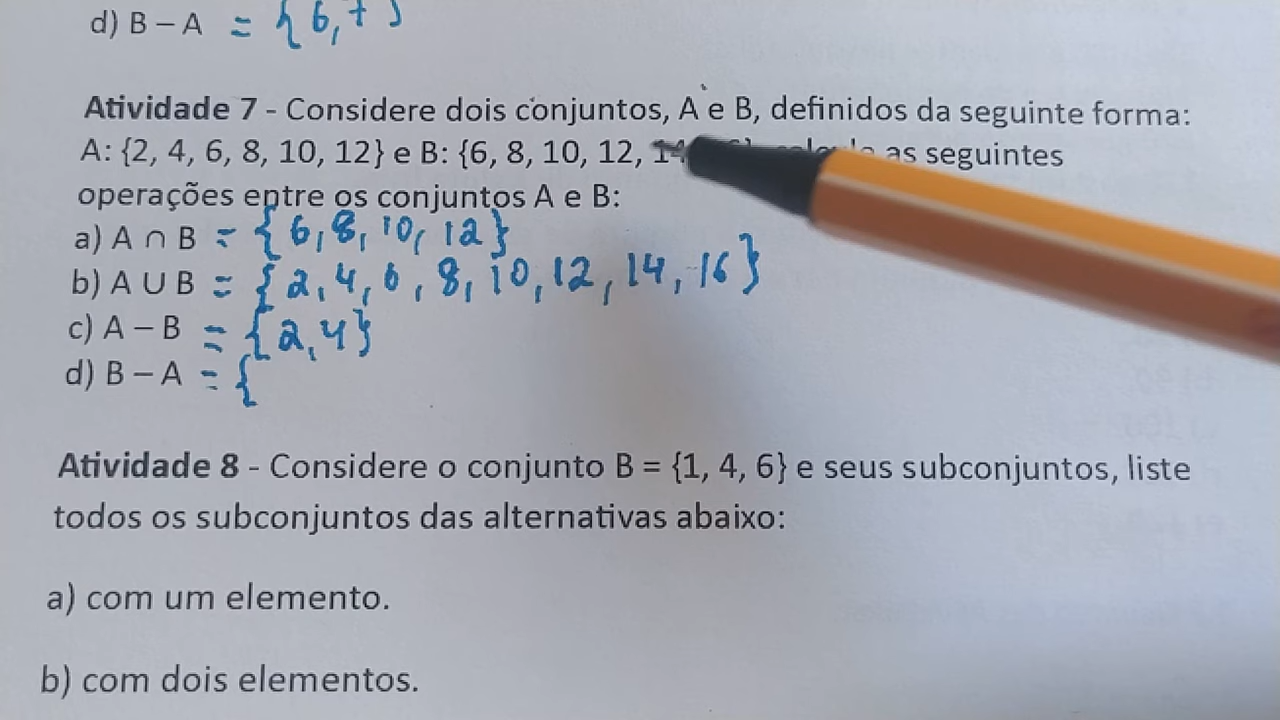 d) B – A = {6, 7}
Atividade 7 - Considere dois conjuntos, A e B, definidos da seguinte forma:
A: {2, 4, 6, 8, 10, 12} e B: {6, 8, 10, 12, 14 as seguintes
operações entre os conjuntos A e B:
a) A ∩ B = {6, 8, 10, 12}
b) A ∪ B = {2, 4, 6, 8, 10, 12, 14, 16}
c) A – B = {2, 4}
d) B – A = {
Atividade 8 - Considere o conjunto B = {1, 4, 6} e seus subconjuntos, liste
todos os subconjuntos das alternativas abaixo:
a) com um elemento.
b) com dois elementos.